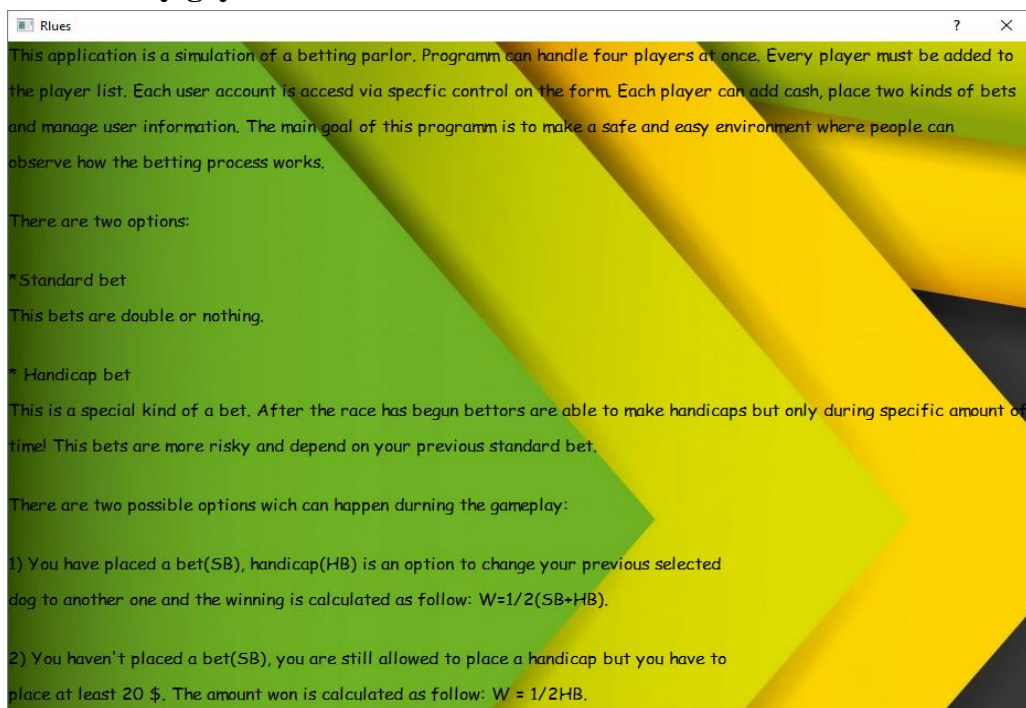 Rlues
This application is a simulation of a betting parlor. Programm can handle four players at once. Every player must be added to
the player list. Each user account is accesd via specfic control on the form. Each player can add cash, place two kinds of bets
and manage user information. The main goal of this programm is to make a safe and easy environment where people can
observe how the betting process works.
There are two options:
*Standard bet
This bets are double or nothing.
* Handicap bet
This is a special kind of a bet. After the race has begun bettors are able to make handicaps but only during specific amount of
time! This bets are more risky and depend on your previous standard bet.
There are two possible options wich can happen durning the gameplay:
1) You have placed a bet(SB), handicap(HB) is an option to change your previous selected
dog to another one and the winning is calculated as follow: W=1/2(SB+HB).
2) You haven't placed a bet(SB), you are still allowed to place a handicap but you have to
place at least 20 $. The amount won is calculated as follow: W = 1/2HB.